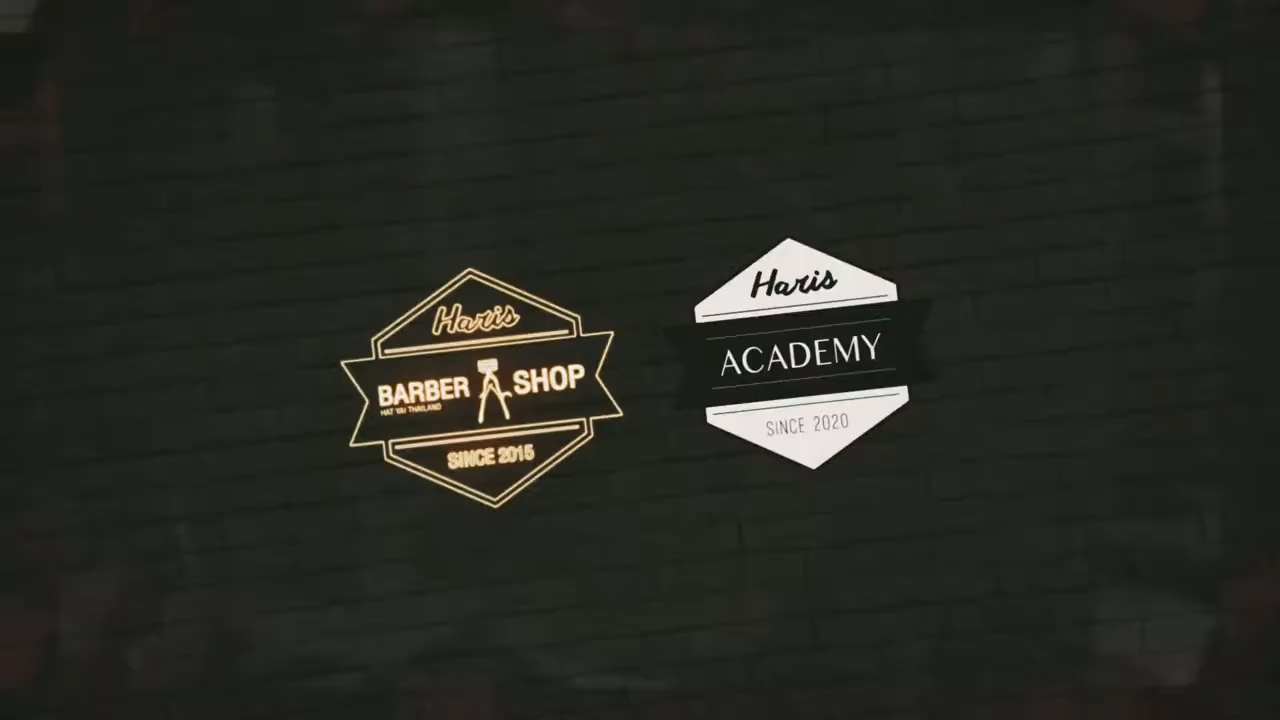 Haris
BARBER SHOP
HAT YAI THAILAND
SINCE 2015
Haris
ACADEMY
SINCE 2020